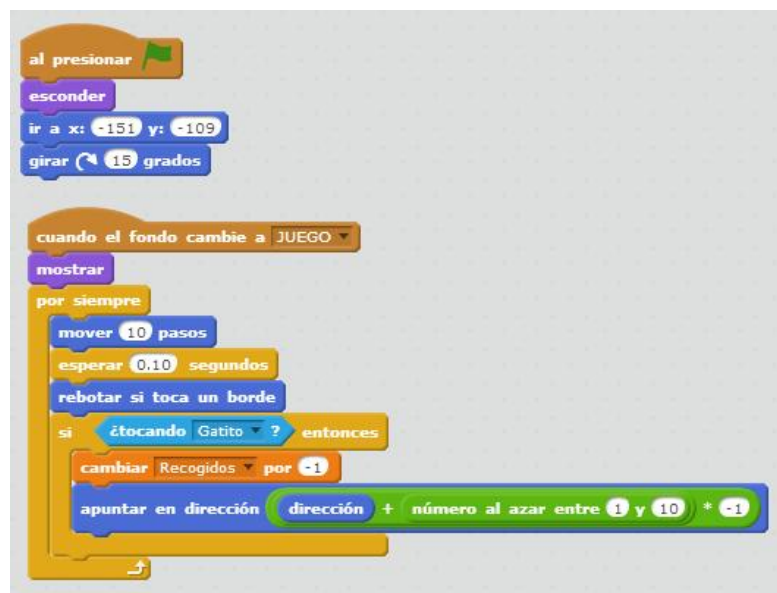 al presionar
esconder
ir a x: -151 y: -109
girar 15 grados
cuando el fondo cambie a JUEGO
mostrar
por siempre
mover 10 pasos
esperar 0.10 segundos
rebotar si toca un borde
si ¿tocando Gatito ? entonces
cambiar Recogidos por -1
apuntar en dirección dirección + número al azar entre 1 y 10 * -1